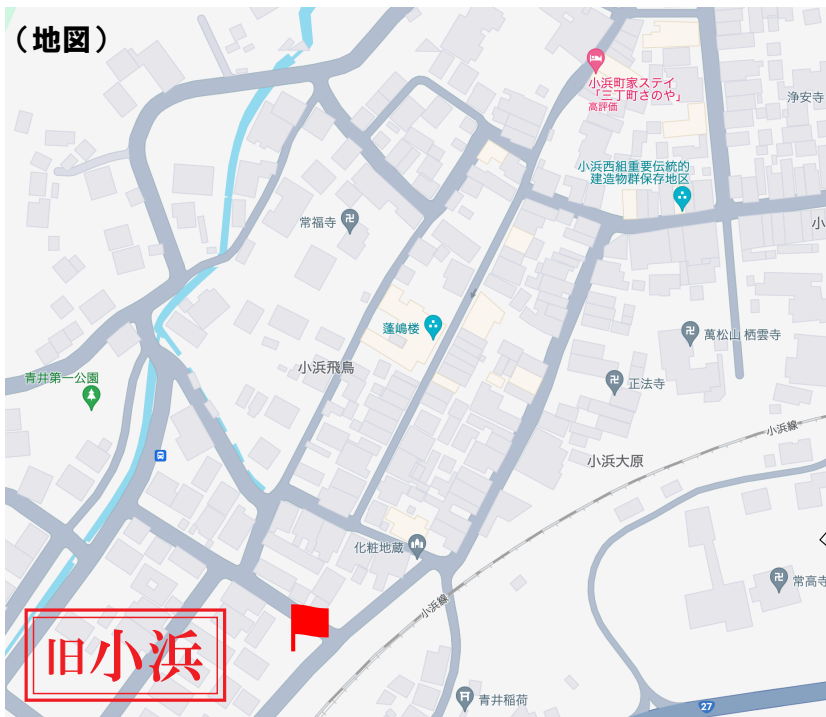 （地図）
小浜町家ステイ
「三丁町さのや」
高評価
浄安寺
小浜西組重要伝統的
建造物群保存地区
常福寺
小
蓬嶋楼
萬松山 栖雲寺
小浜飛鳥
青井第一公園
正法寺
小浜線
小浜大原
化粧地蔵
常高寺
小浜線
旧小浜
青井稲荷
27